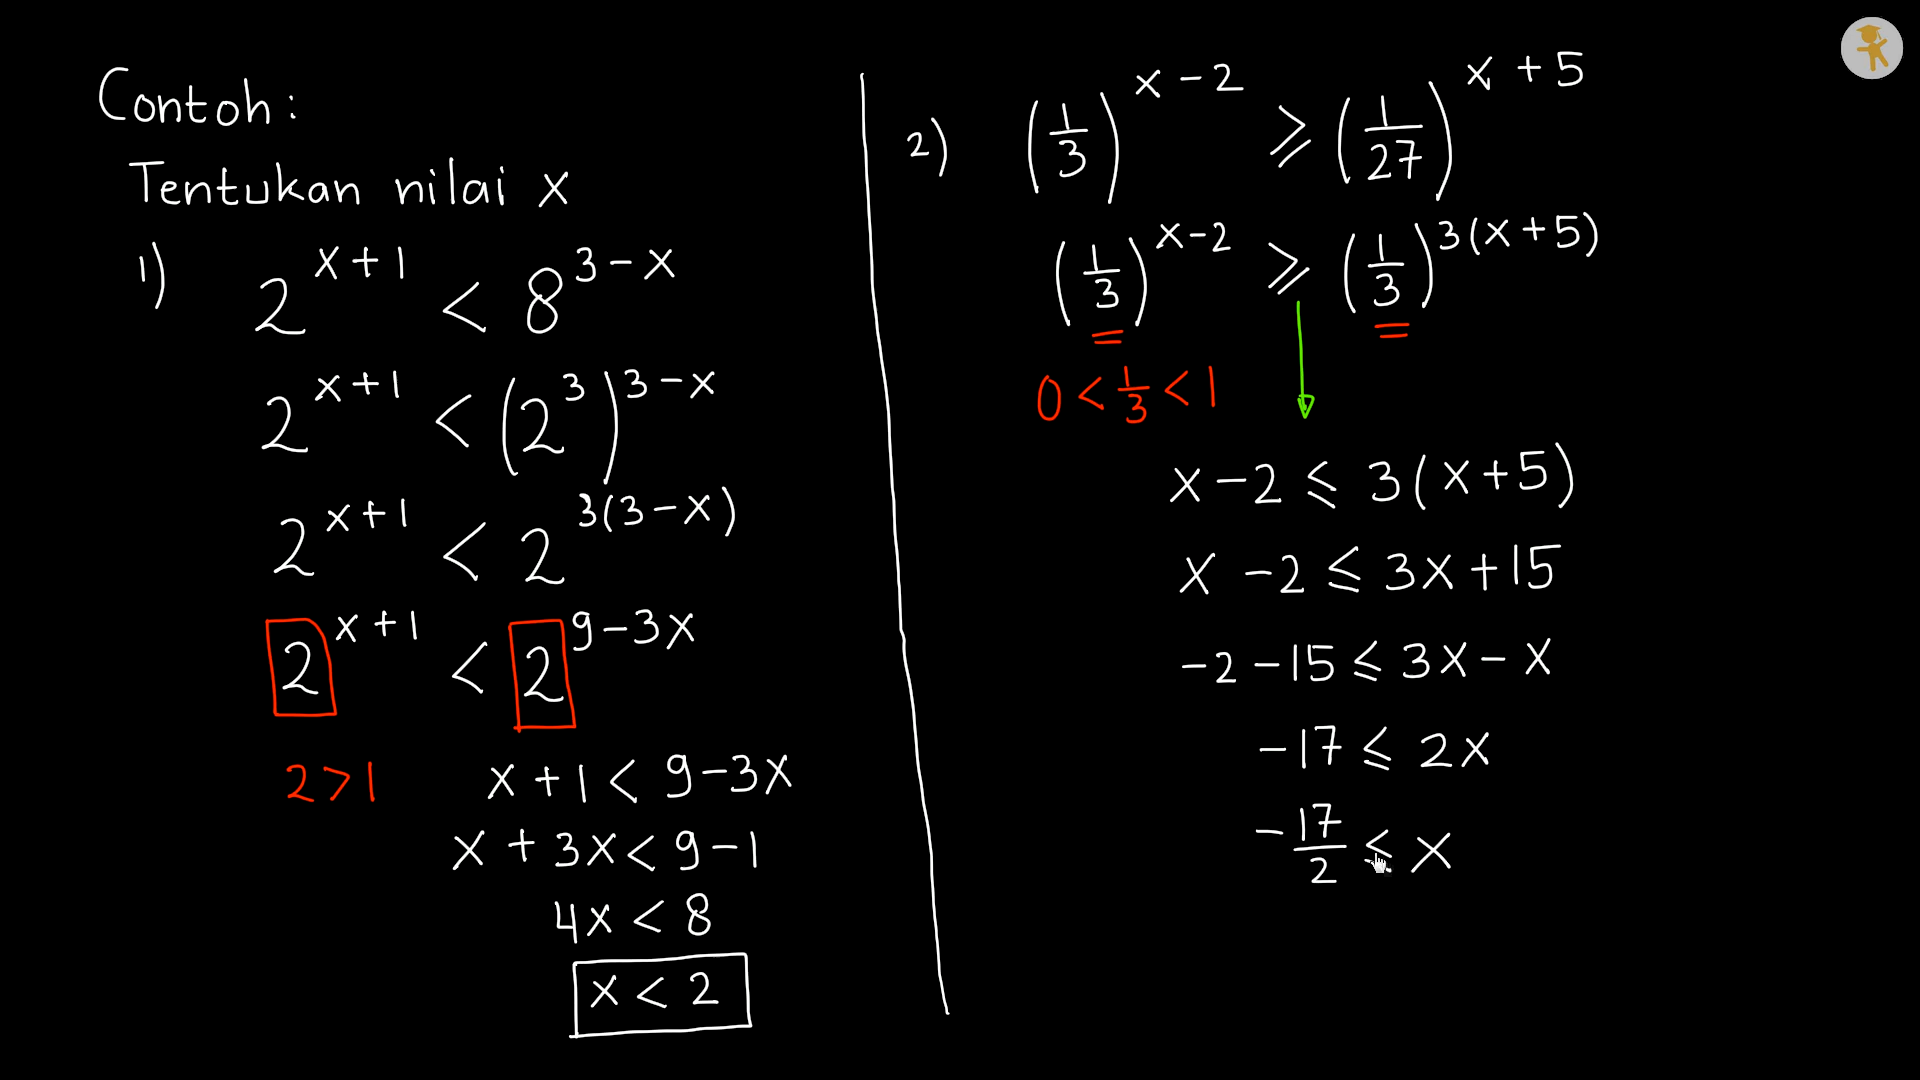 Contoh:
Tentukan nilai x
1) 2^(x+1) < 8^(3-x)
2^(x+1) < (2^3)^(3-x)
2^(x+1) < 2^(3(3-x))
2^(x+1) < 2^(9-3x)
2>1
x+1 < 9-3x
x+3x < 9-1
4x < 8
x < 2
2) (1/3)^(x-2) ⩾ (1/27)^(x+5)
(1/3)^(x-2) ⩾ (1/3)^(3(x+5))
0 < 1/3 < 1
x-2 ⩽ 3(x+5)
x-2 ⩽ 3x+15
-2-15 ⩽ 3x-x
-17 ⩽ 2x
-17/2 ⩽ x